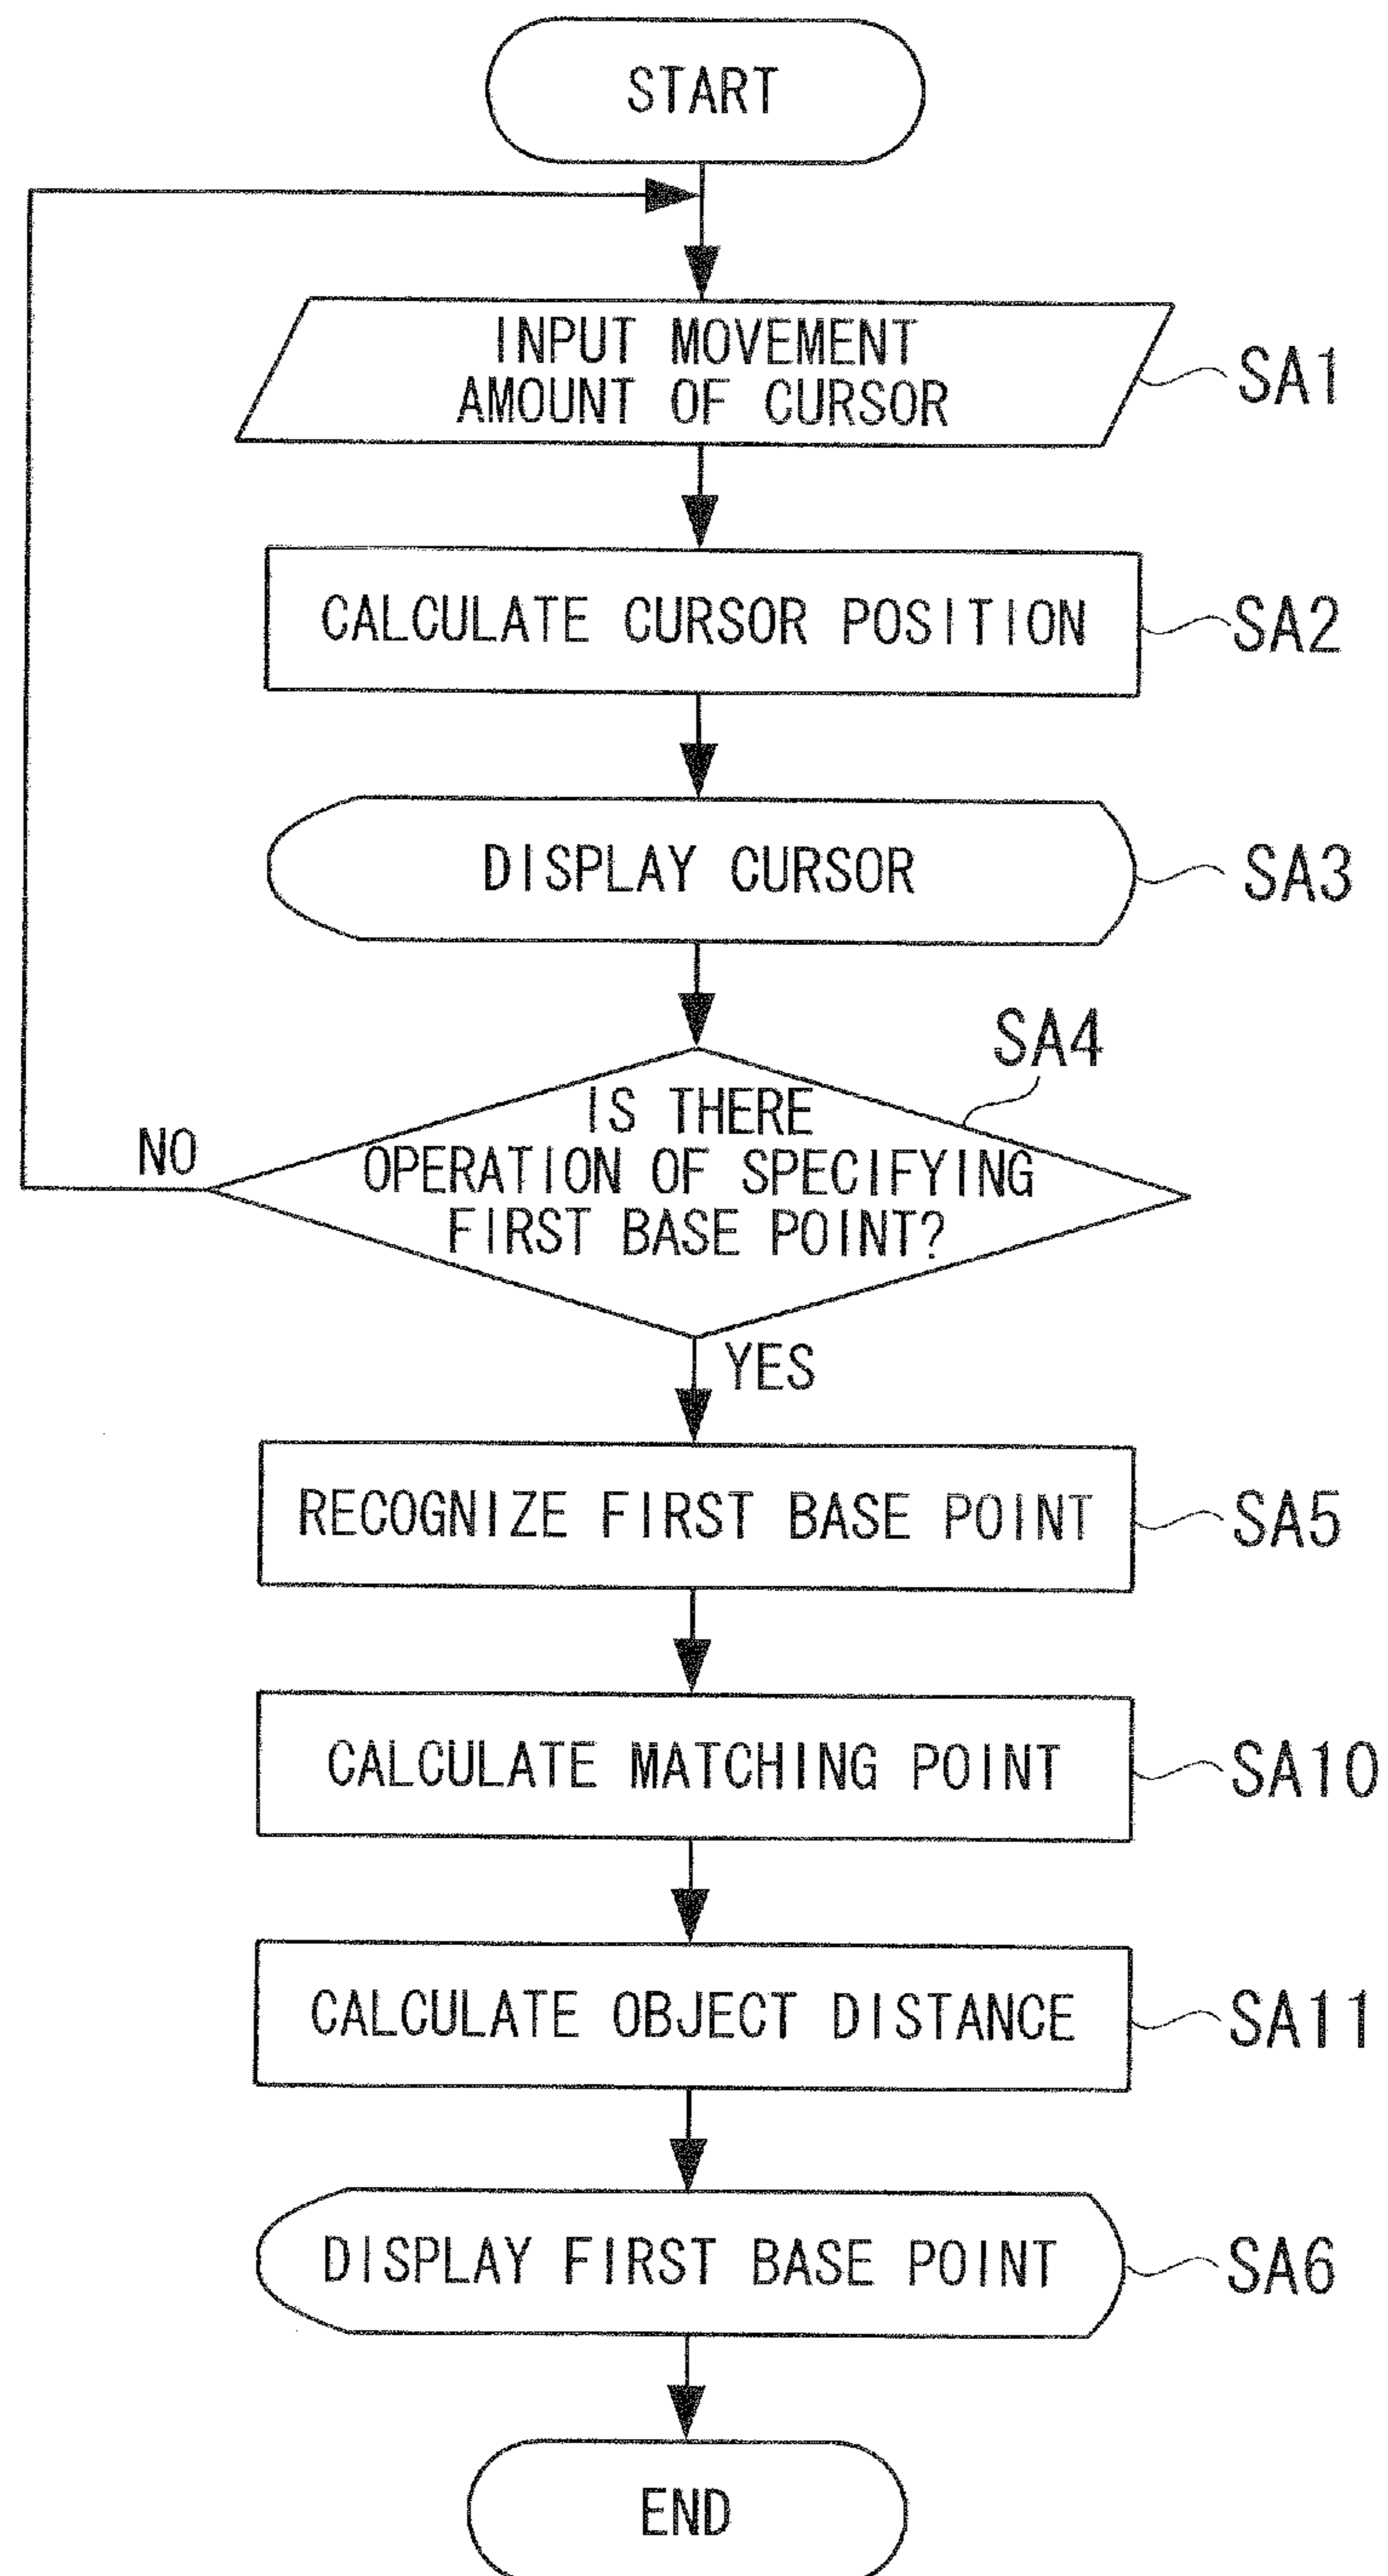 START
INPUT MOVEMENT
AMOUNT OF CURSOR
SA1
CALCULATE CURSOR POSITION
SA2
DISPLAY CURSOR
SA3
SA4
IS THERE
OPERATION OF SPECIFYING
FIRST BASE POINT?
NO
YES
RECOGNIZE FIRST BASE POINT
SA5
CALCULATE MATCHING POINT
SA10
CALCULATE OBJECT DISTANCE
SA11
DISPLAY FIRST BASE POINT
SA6
END